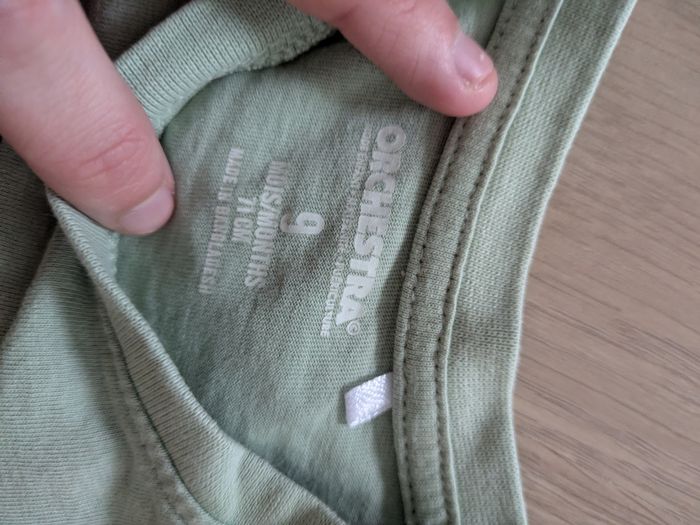 ORCHESTRA©
9
MOIS/MONTHS
71 CM
MADE IN BANGLADESH